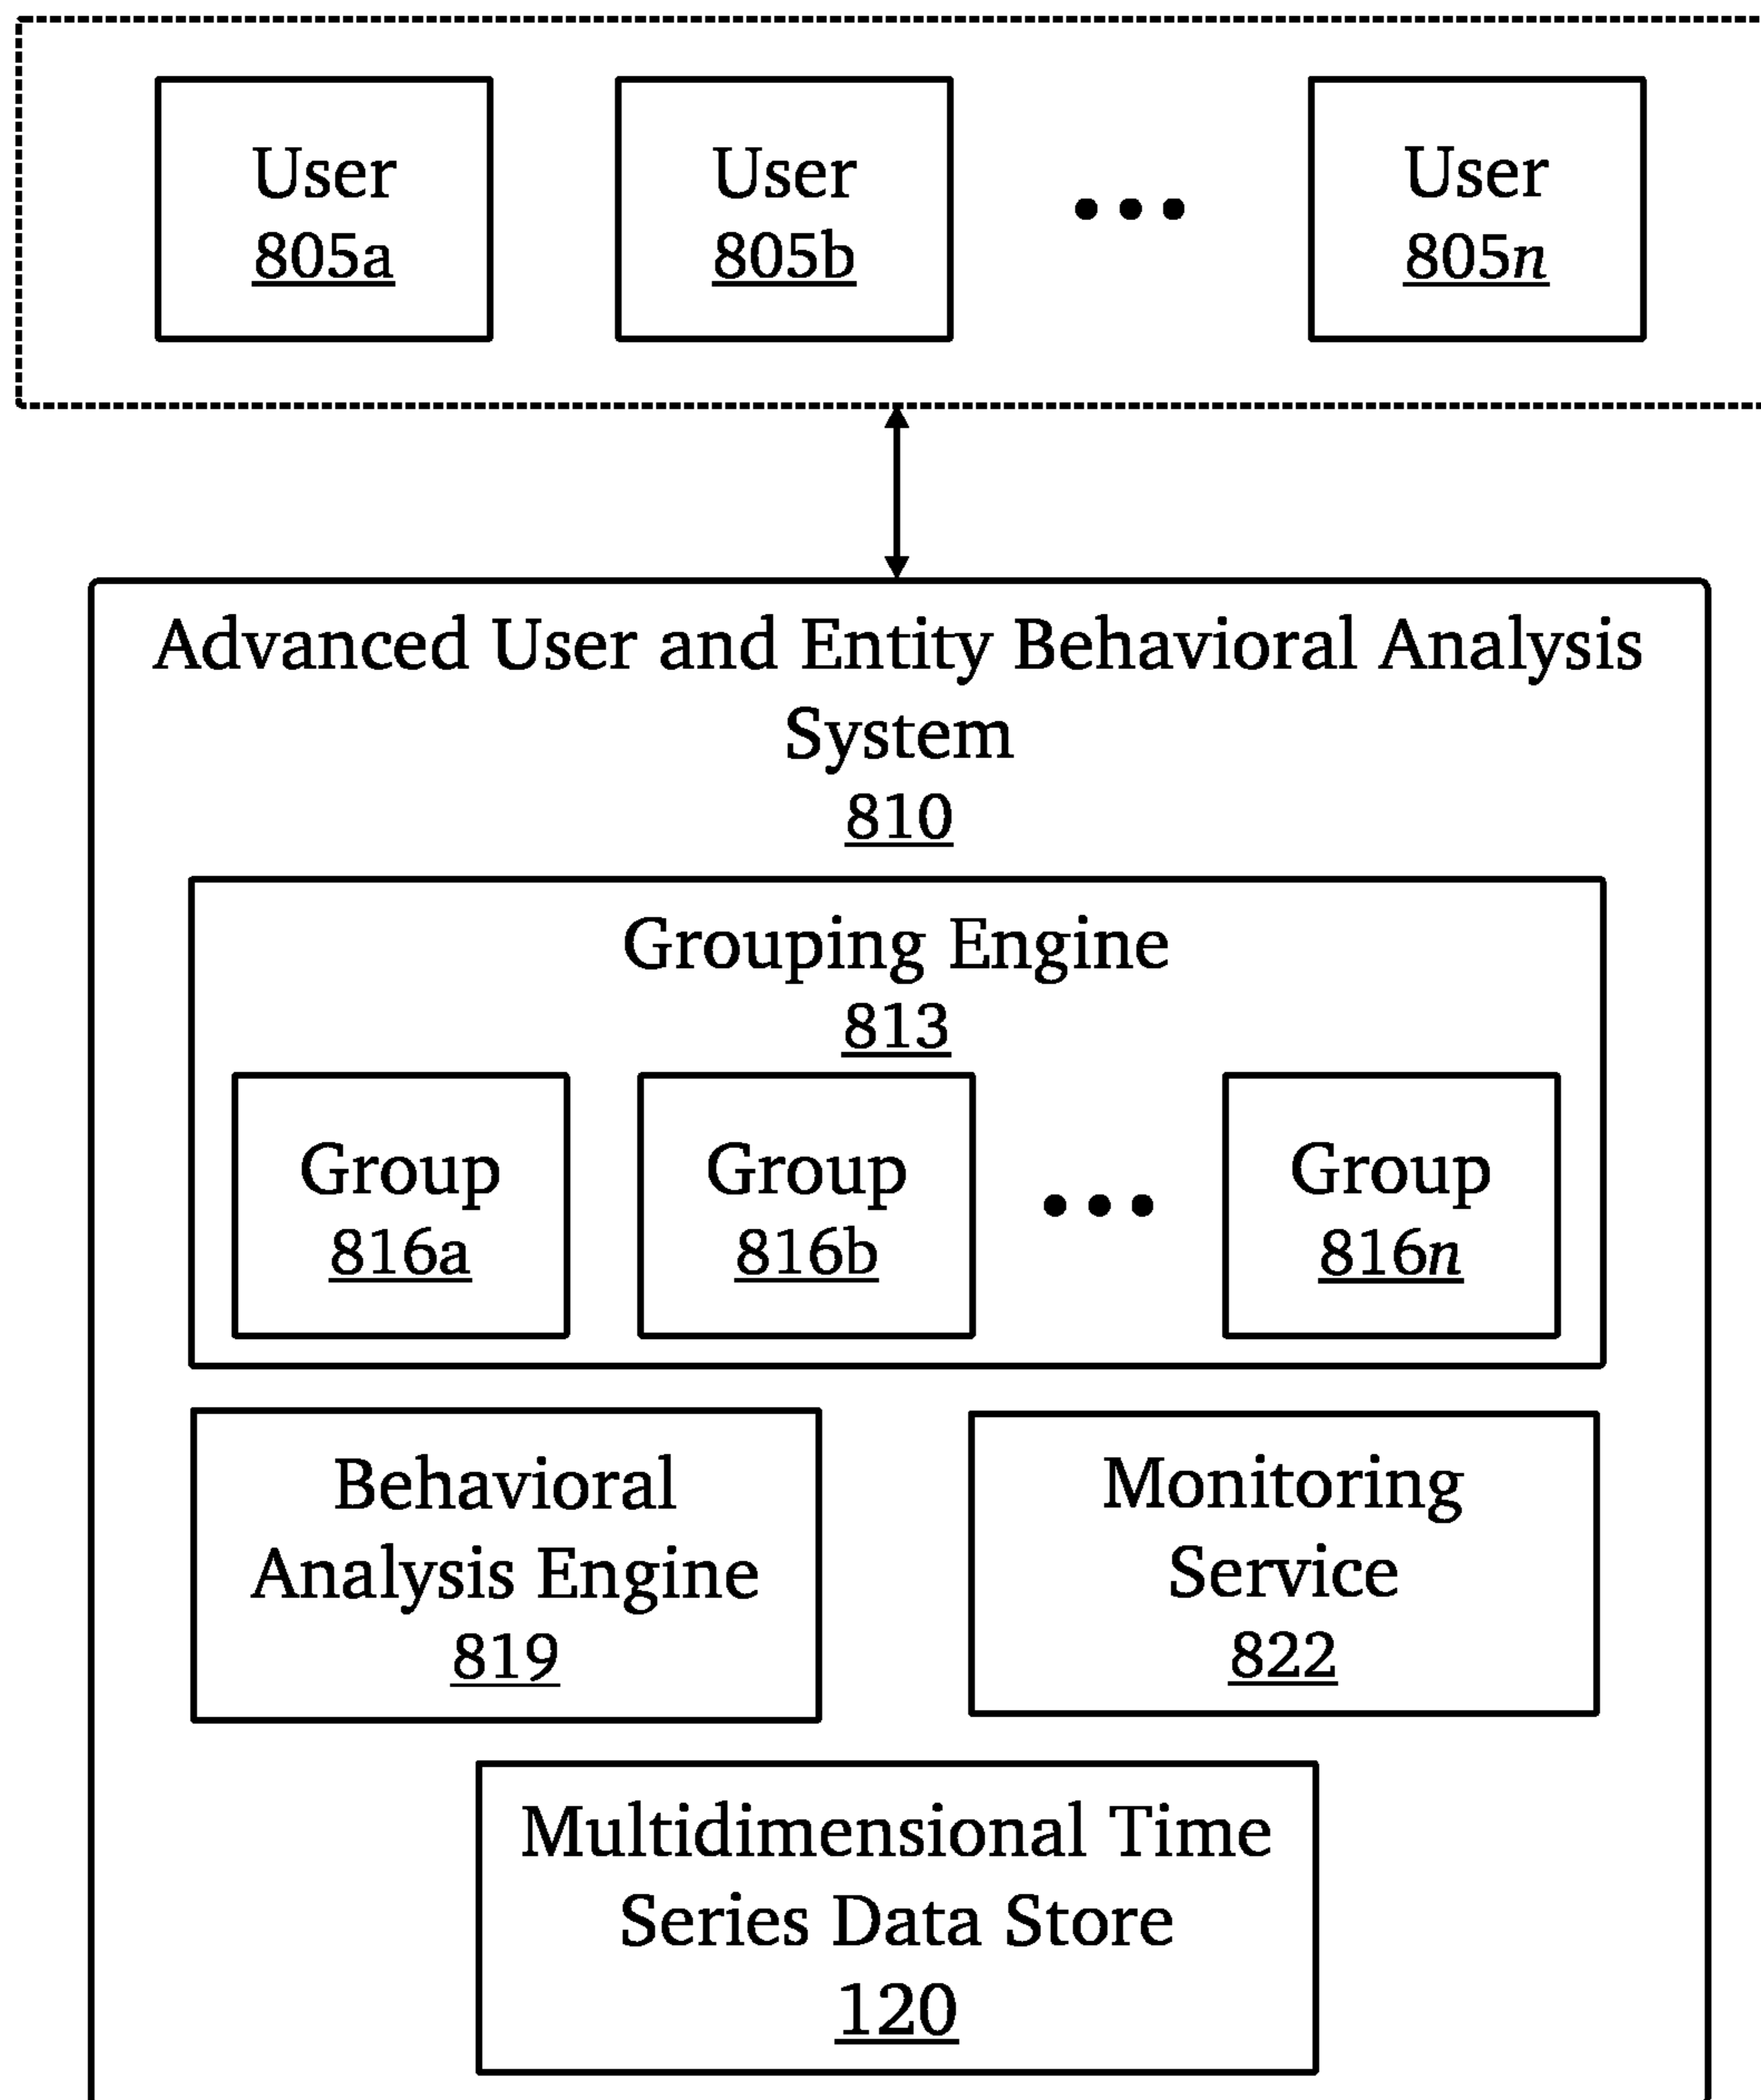 User
805a
User
805b
User
805n
Advanced User and Entity Behavioral Analysis
System
810
Grouping Engine
813
Group
816a
Group
816b
Group
816n
Behavioral
Analysis Engine
819
Monitoring
Service
822
Multidimensional Time
Series Data Store
120